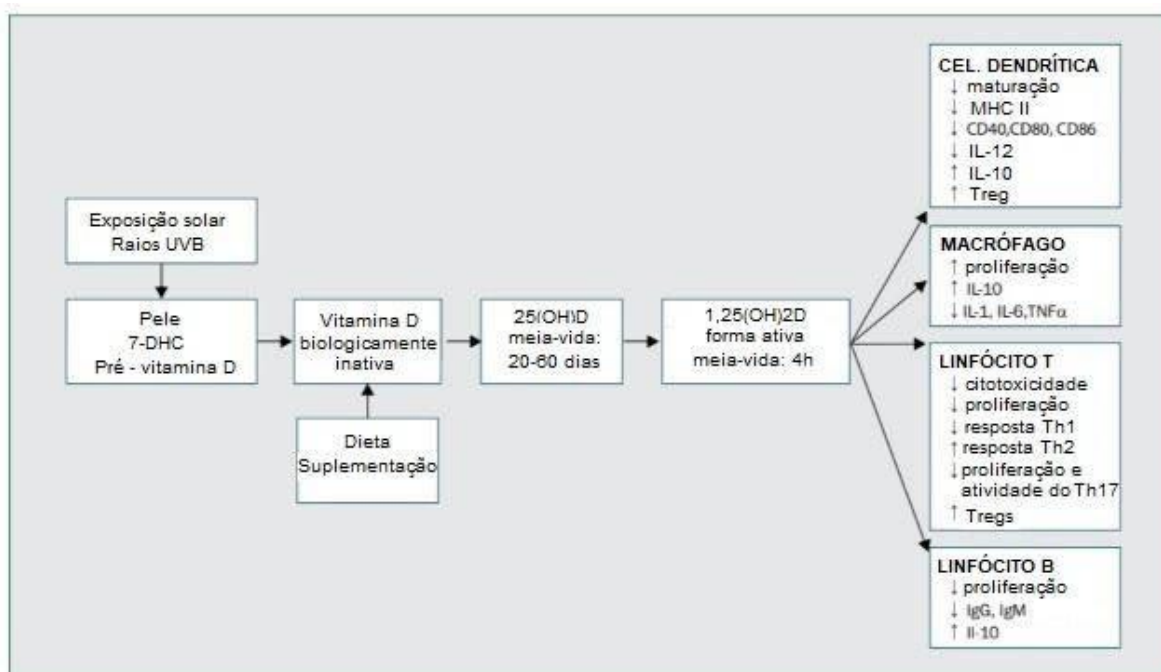 Exposição solar
Raios UVB
Pele
7-DHC
Pré - vitamina D
Vitamina D
biologicamente
inativa
Dieta
Suplementação
25(OH)D
meia-vida:
20-60 dias
1,25(OH)2D
forma ativa
meia-vida: 4h
CEL. DENDRÍTICA
↓ maturação
↓ MHC II
↓ CD40,CD80, CD86
↓ IL-12
↑ IL-10
↑ Treg
MACRÓFAGO
↑ proliferação
↑ IL-10
↓ IL-1, IL-6,TNFα
LINFÓCITO T
↓ citotoxicidade
↓ proliferação
↓ resposta Th1
↑ resposta Th2
↓ proliferação e
atividade do Th17
↑ Tregs
LINFÓCITO B
↓ proliferação
↓ IgG, IgM
↑ Il-10